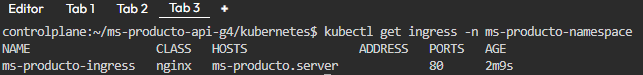 Editor Tab 1 Tab 2 Tab 3 +
controlplane:~/ms-producto-api-g4/kubernetes$ kubectl get ingress -n ms-producto-namespace
NAME CLASS HOSTS ADDRESS PORTS AGE
ms-producto-ingress nginx ms-producto.server 80 2m9s